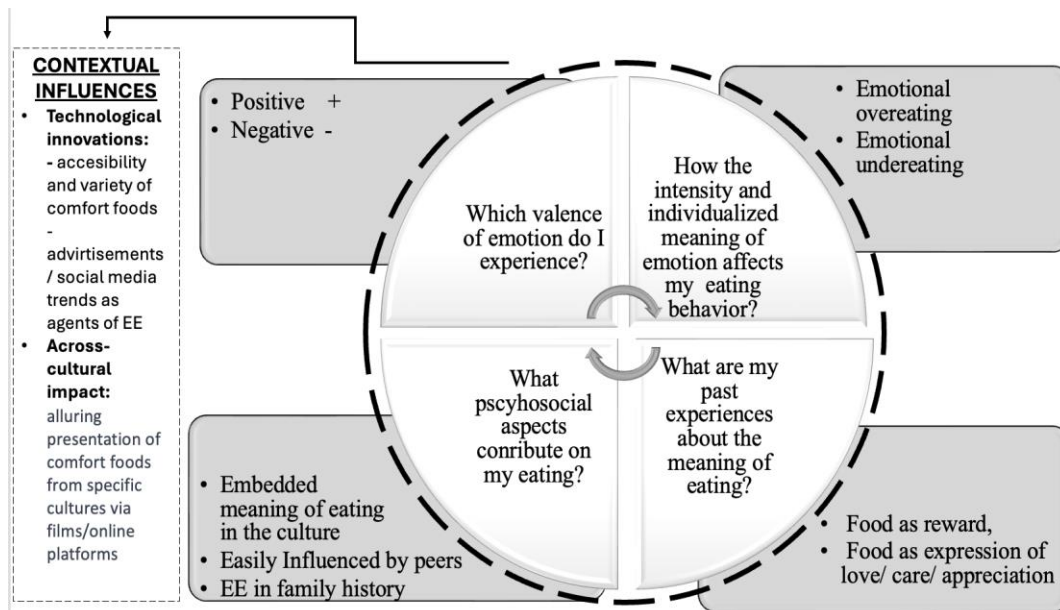 CONTEXTUAL
INFLUENCES
• Technological
innovations:
- accesibility
and variety of
comfort foods
-
advirtisements
/ social media
trends as
agents of EE
• Across-
cultural
impact:
alluring
presentation of
comfort foods
from specific
cultures via
films/online
platforms
• Positive +
• Negative -
Which valence
of emotion do I
experience?
How the
intensity and
individualized
meaning of
emotion affects
my eating
behavior?
• Emotional
overeating
• Emotional
undereating
What
pscyhosocial
aspects
conribute on
my eating?
What are my
past
experiences
about the
meaning of
eating?
• Embedded
meaning of eating
in the culture
• Easily Influenced by peers
• EE in family history
• Food as reward,
• Food as expression of
love/ care/ appreciation